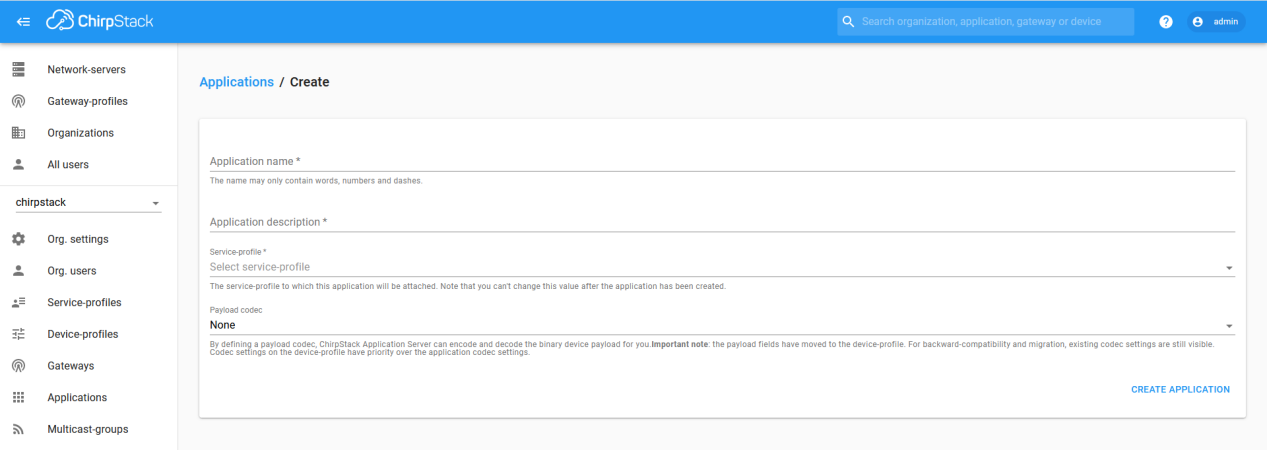 ChirpStack
Search organization, application, gateway or device
? admin
Network-servers
Gateway-profiles
Organizations
All users
chirpstack
Org. settings
Org. users
Service-profiles
Device-profiles
Gateways
Applications
Multicast-groups
Applications / Create
Application name *
The name may only contain words, numbers and dashes.
Application description *
Service-profile *
Select service-profile
The service-profile to which this application will be attached. Note that you can't change this value after the application has been created.
Payload codec
None
By defining a payload codec, ChirpStack Application Server can encode and decode the binary device payload for you.Important note: the payload fields have moved to the device-profile. For backward-compatibility and migration, existing codec settings are still visible.
Codec settings on the device-profile have priority over the application codec settings.
CREATE APPLICATION